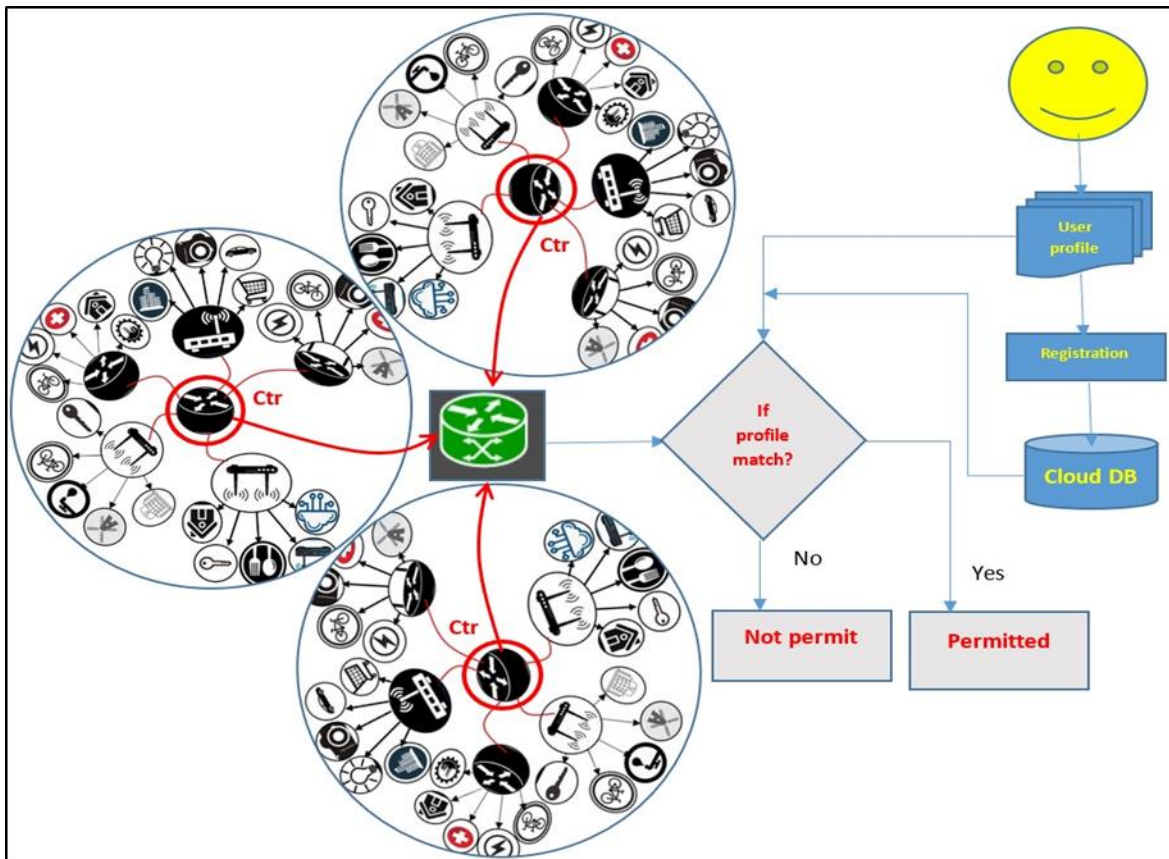 Ctr
User
profile
Ctr
Registration
If
profile
match?
Cloud DB
No
Yes
Ctr
Not permit
Permitted